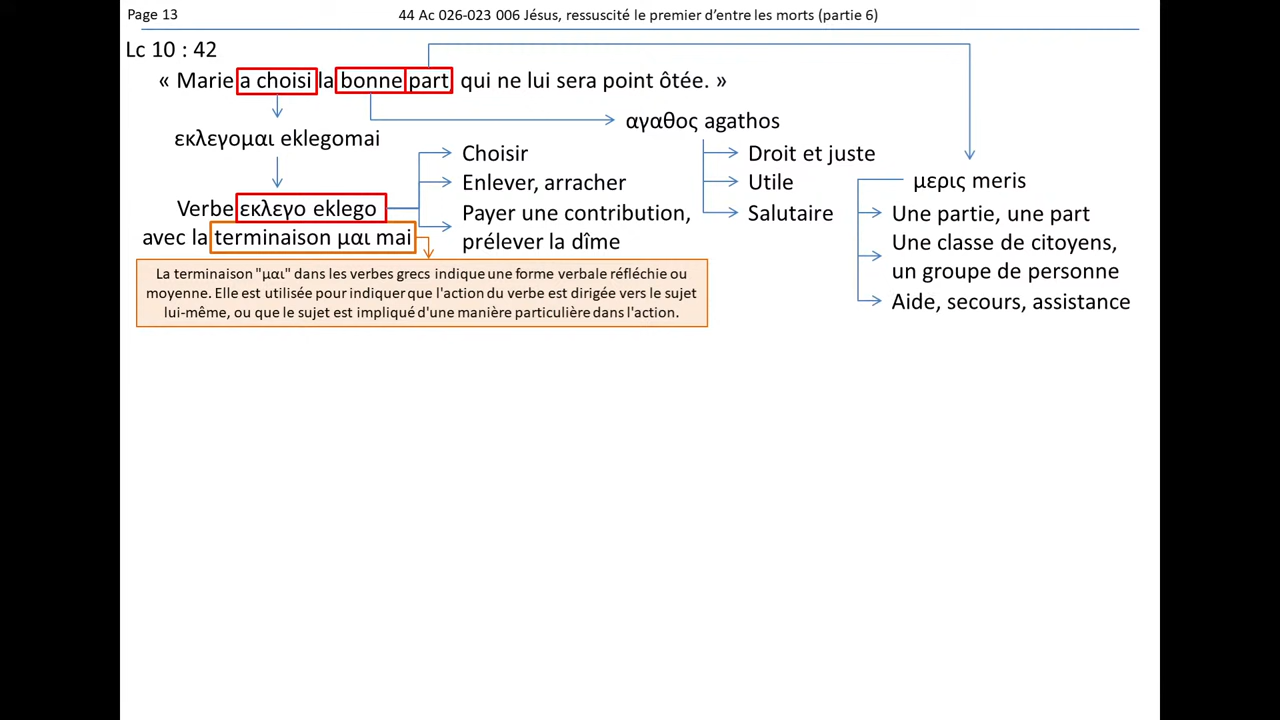 Page 13
44 Ac 026-023 006 Jésus, ressuscité le premier d’entre les morts (partie 6)
Lc 10 : 42
« Marie a choisi la bonne part qui ne lui sera point ôtée. »
εκλεγομαι eklegomai
Verbe εκλεγο eklego
avec la terminaison μαι mai
La terminaison "μαι" dans les verbes grecs indique une forme verbale réfléchie ou
moyenne. Elle est utilisée pour indiquer que l'action du verbe est dirigée vers le sujet
lui-même, ou que le sujet est impliqué d'une manière particulière dans l'action.
Choisir
Enlever, arracher
Payer une contribution,
prélever la dîme
αγαθος agathos
Droit et juste
Utile
Salutaire
μερις meris
Une partie, une part
Une classe de citoyens,
un groupe de personne
Aide, secours, assistance